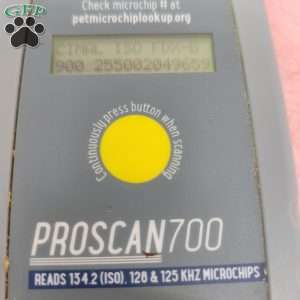 GFP
Check microchip # at
petmicrochiplookup.org
CIMAL ISO FDX-B
900 255002049659
Continuously press button when scanning
PROSCAN700
READS 134.2 (ISO), 128 & 125 KHZ MICROCHIPS